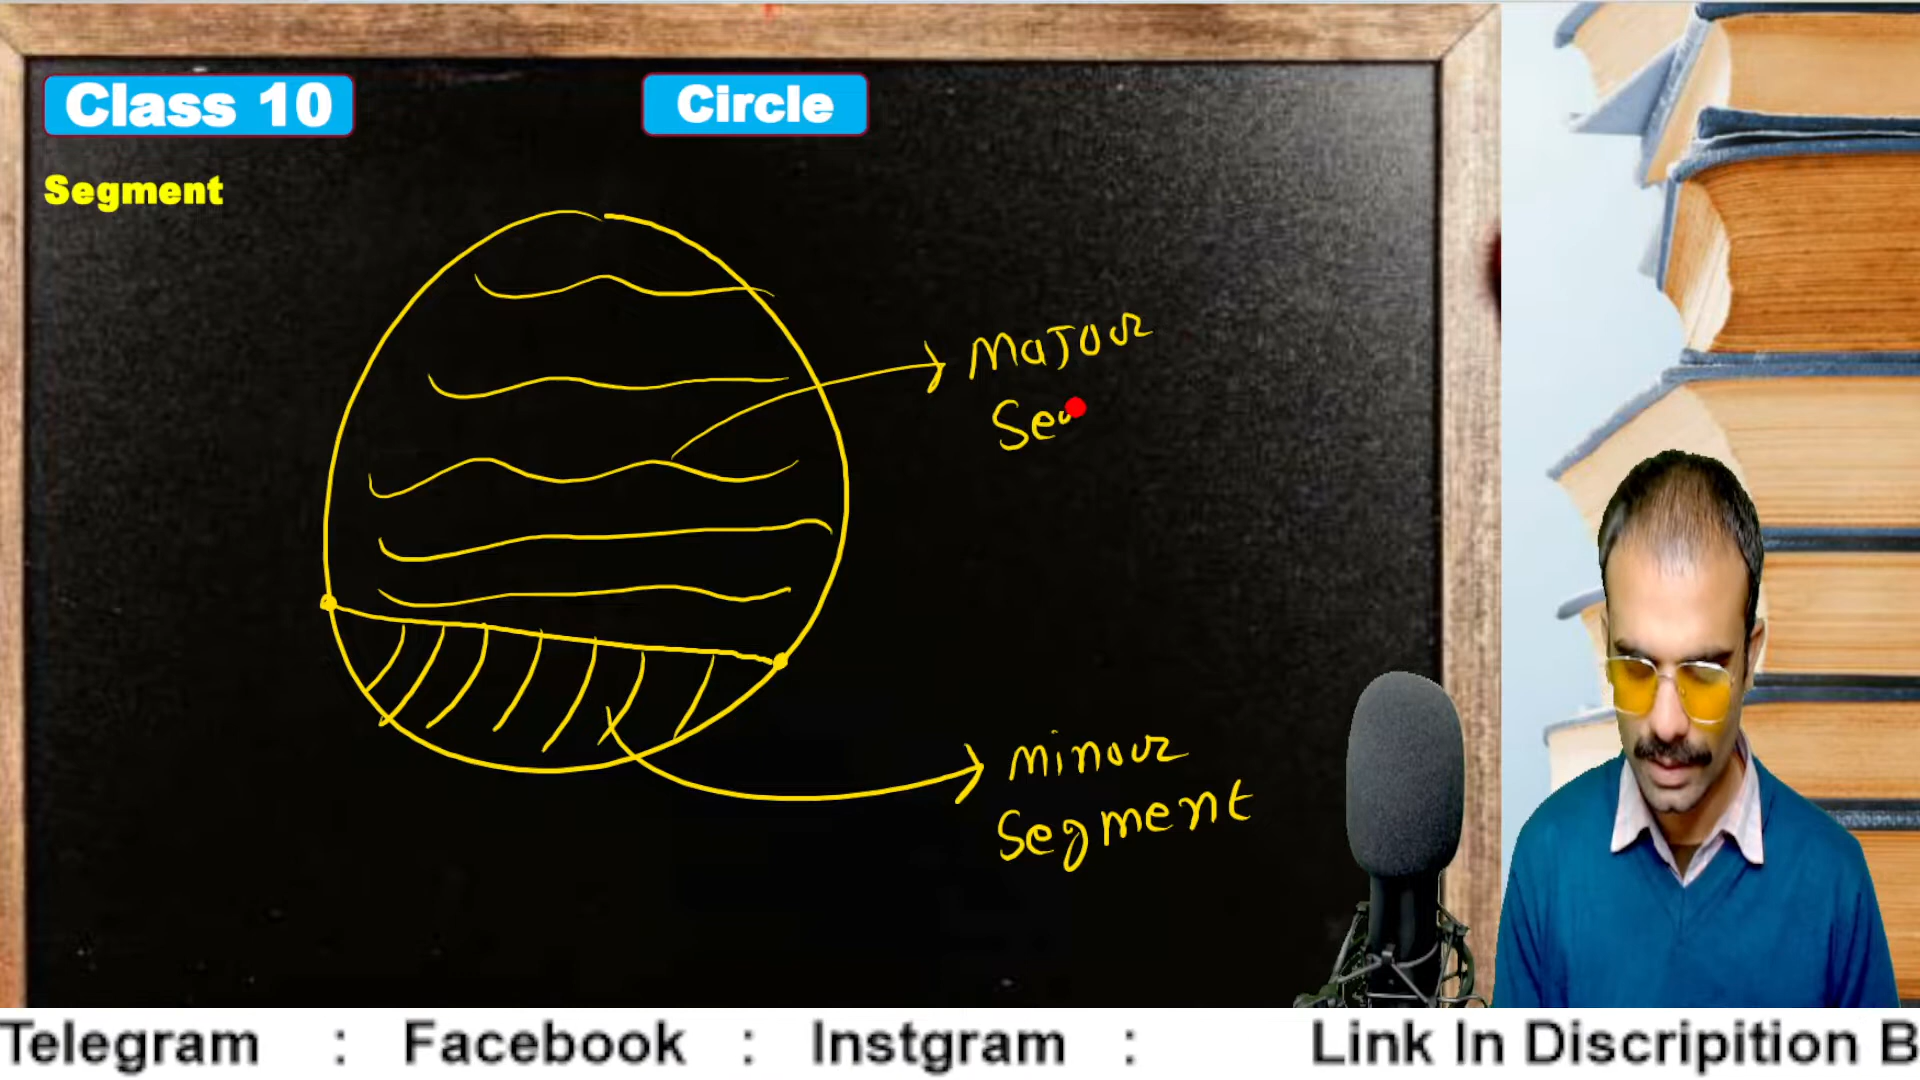 Class 10
Circle
Segment
Majour
Se
minour
Segment
Telegram : Facebook : Instgram : Link In Discripition B